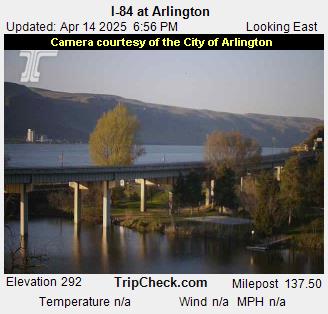 I-84 at Arlington
Updated: Apr 14 2025 6:56 PM Looking East
Camera courtesy of the City of Arlington
Elevation 292 TripCheck.com Milepost 137.50
Temperature n/a Wind n/a MPH n/a